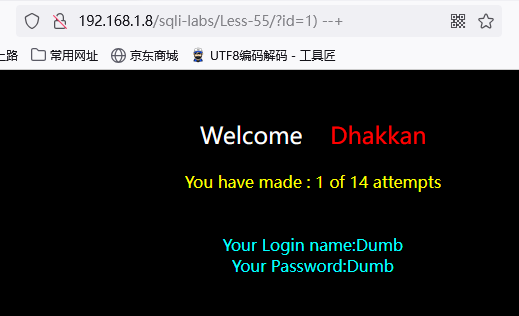 192.168.1.8/sqli-labs/Less-55/?id=1) --+
上路 常用网址 京东商城 UTF8编码解码 - 工具匠
Welcome Dhakkan
You have made : 1 of 14 attempts
Your Login name:Dumb
Your Password:Dumb